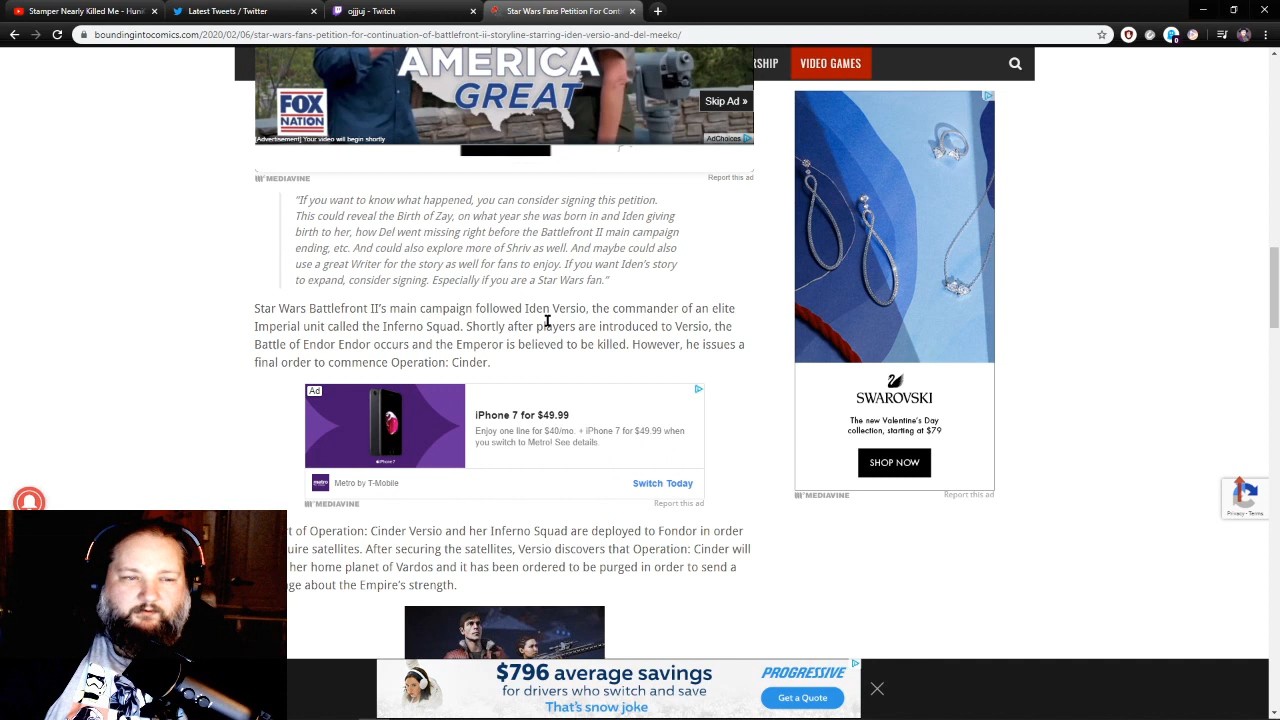 Stamper Needs Hu
Star Wars Fans Petition for Con
Twitch
boundingintocomics.com/2020/02/06/star-wars-fans-petition-for-continuation-of-battlefront-ii-storyline-starring-iden-versio-and-del-meeko/
RSHIP
VIDEO GAMES
AMERICA
GREAT
FOX
NATION
Skip Ad »
[Advertisement] Your video will begin shortly
AdChoices
MEDIAVINE
Report this ad
“If you want to know what happened, you can consider signing this petition.
This could reveal the Birth of Zay, on what year she was born in and Iden giving
birth to her, how Del went missing right before the Battlefront II main campaign
ending, etc. And could also explore more of Shriv as well. And maybe could also
use a great Writer for the story as well for fans to enjoy. If you want Iden’s story
to expand, consider signing. Especially if you are a Star Wars fan.”
Star Wars Battlefront II’s main campaign followed Iden Versio, the commander of an elite
Imperial unit called the Inferno Squad. Shortly after players are introduced to Versio, the
Battle of Endor Endor occurs and the Emperor is believed to be killed. However, he issues a
final order to commence Operation: Cinder.
Ad
iPhone 7 for $49.99
Enjoy one line for $40/mo. + iPhone 7 for $49.99 when
you switch to Metro! See details.
iPhone 7
metro
Metro by T-Mobile
Switch Today
MEDIAVINE
Report this ad
rt of Operation: Cinder Versio and her Inferno Squad are deployed to Fondor in order
uire satellites. After securing the satellites, Versio discovers that Operation: Cinder will
her home planet of Vardos and it has been ordered to be purged in order to send a
ge about the Empire’s strength.
SWAROVSKI
The new Valentine’s Day
collection, starting at $79
SHOP NOW
MEDIAVINE
Report this ad
Privacy - Terms
$796 average savings
for drivers who switch and save
That’s snow joke
PROGRESSIVE
Get a Quote